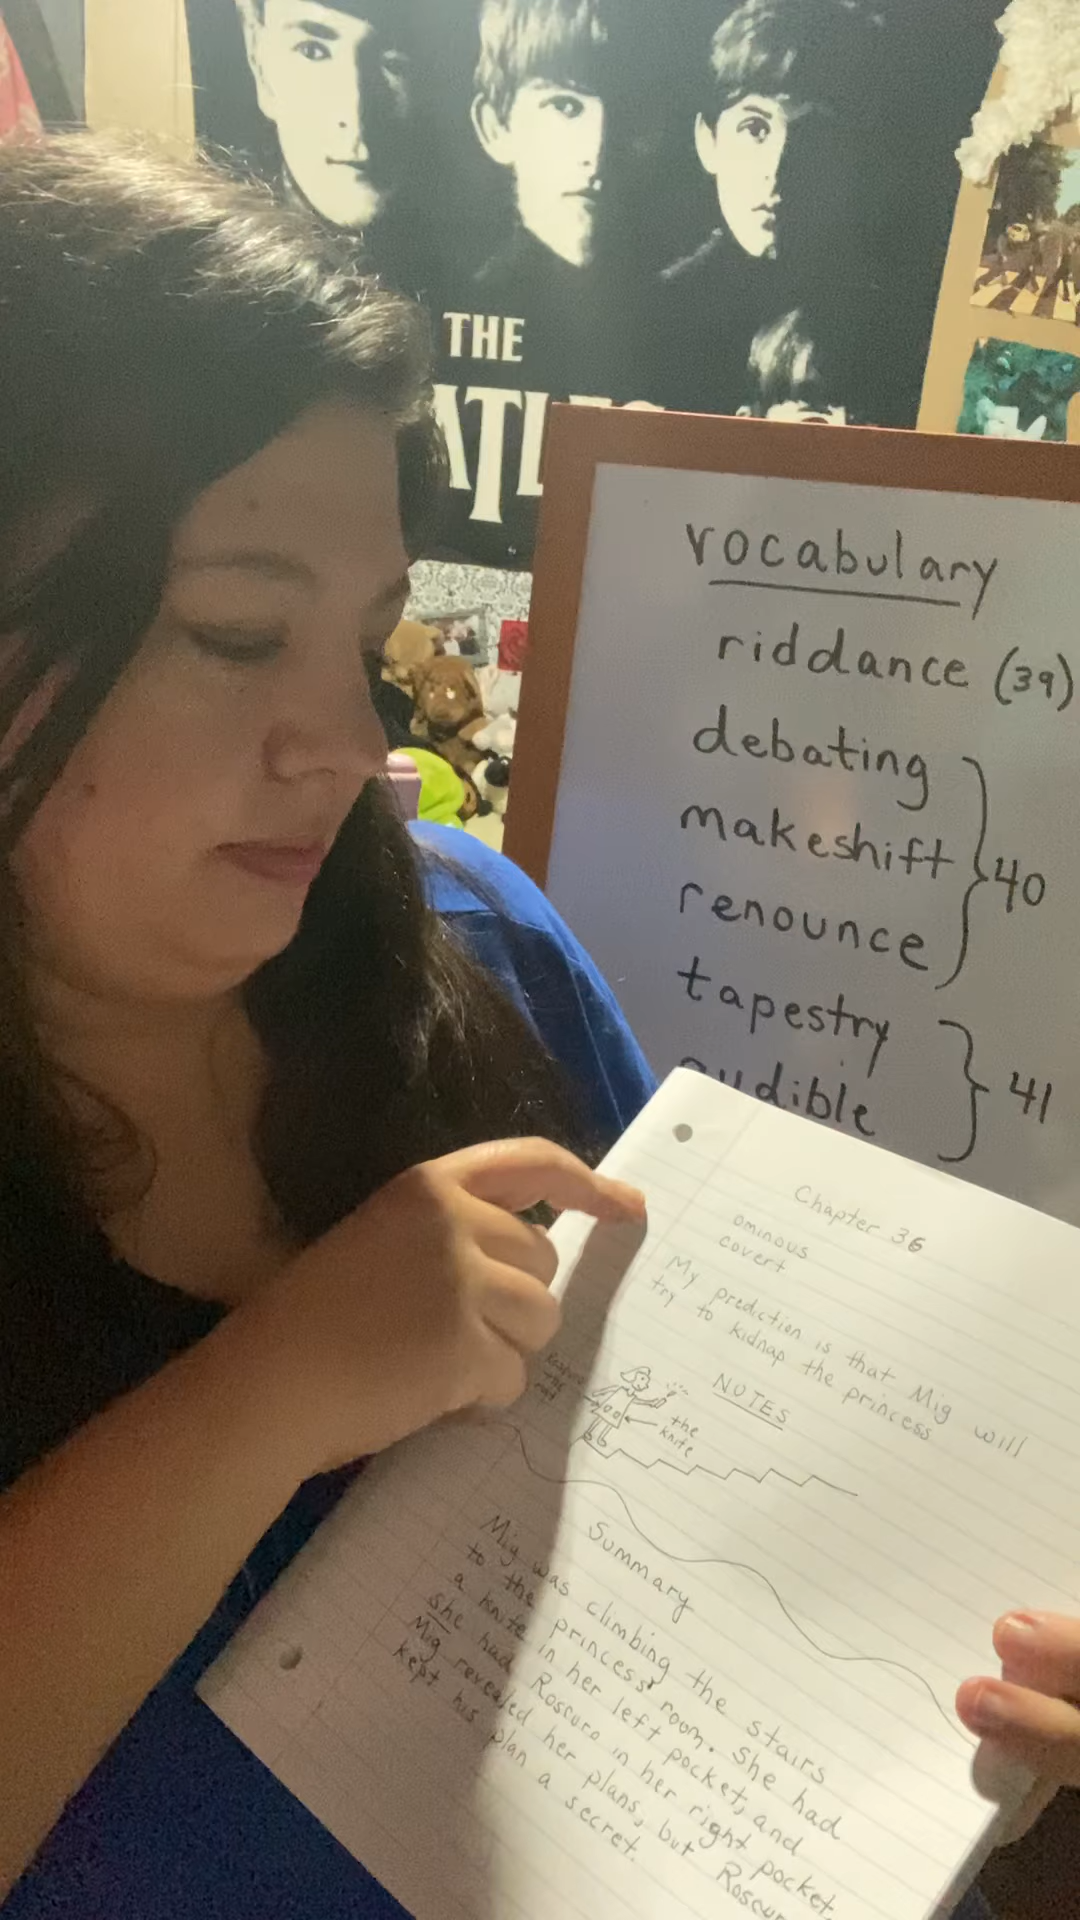 THE
vocabulary
riddance (39)
debating
makeshift
renounce
40
tapestry
audible
41
Chapter 36
ominous
covert
My prediction is that Mig will
try to kidnap the princess
NOTES
the
knife
Summary
Mig was climbing the stairs
to the princess' room. She had
a knife in her left pocket, and
she had Roscuro in her right pocket.
Mig revealed her plans, but Roscuro
kept his plan a secret.